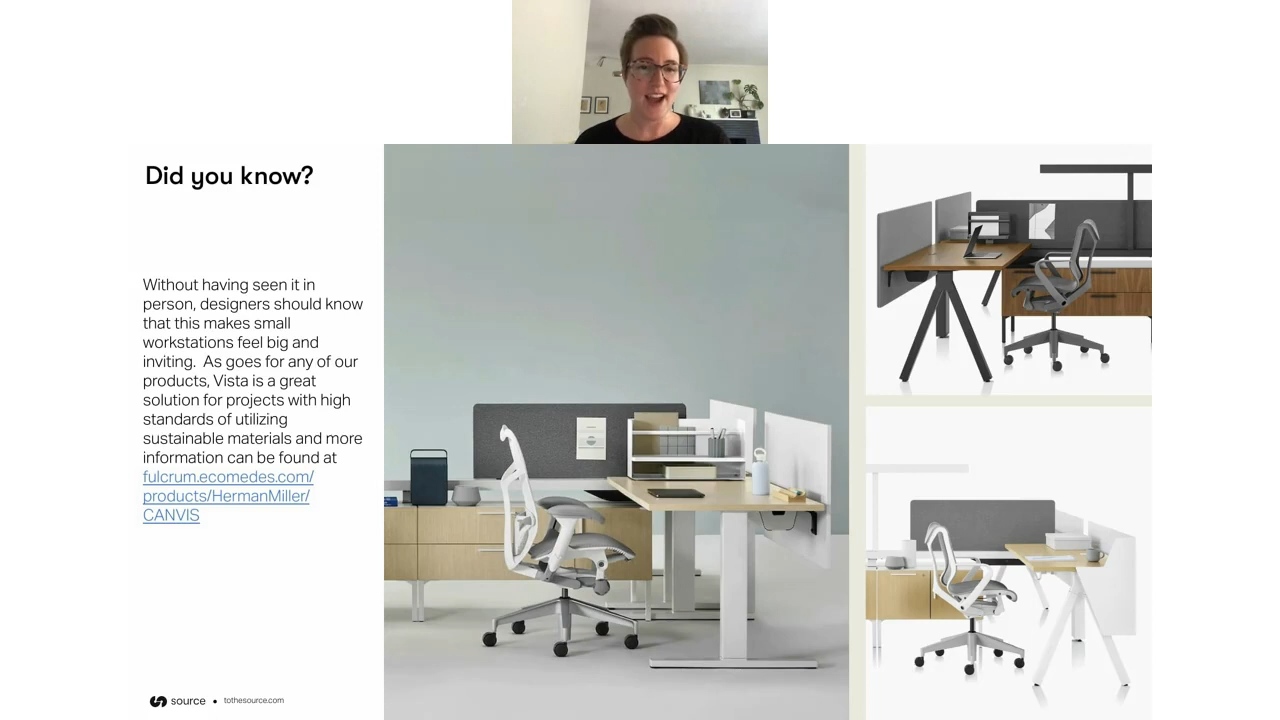 Did you know?
Without having seen it in
person, designers should know
that this makes small
workstations feel big and
inviting.  As goes for any of our
products, Vista is a great
solution for projects with high
standards of utilizing
sustainable materials and more
information can be found at
fulcrum.ecomedes.com/
products/HermanMiller/
CANVIS
source • tothesource.com